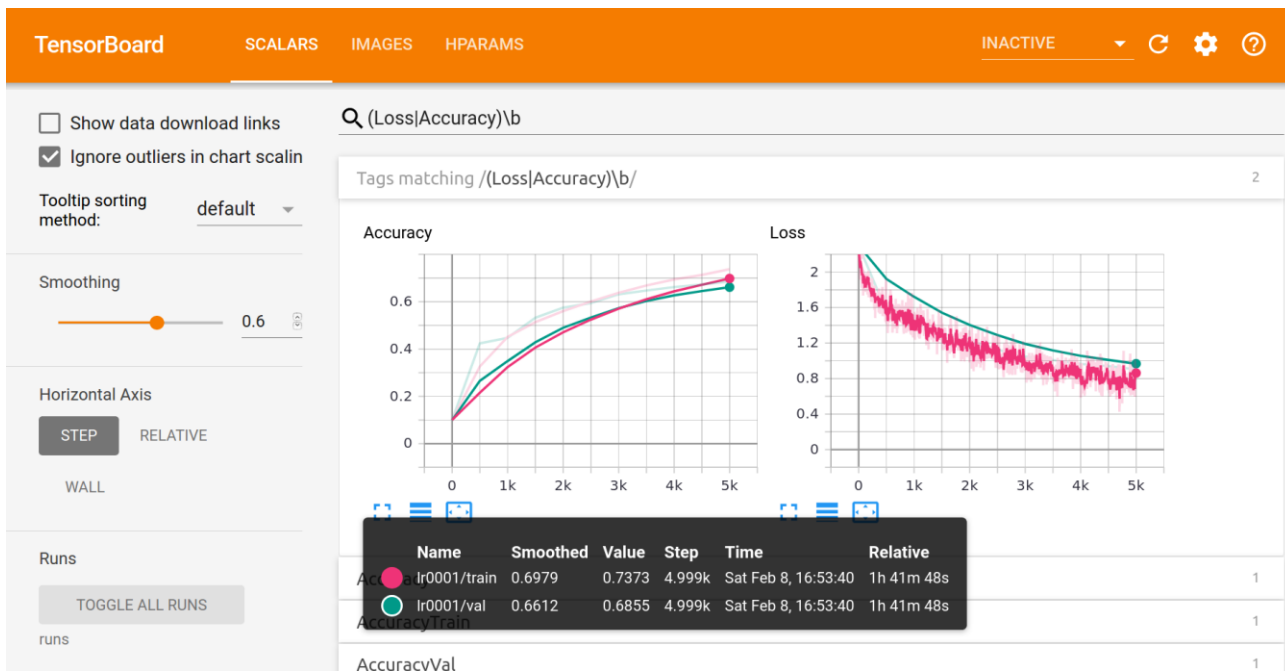 TensorBoard SCALARS IMAGES HPARAMS INACTIVE
Show data download links
Ignore outliers in chart scalin
Tooltip sorting
method:
default
Smoothing
0.6
Horizontal Axis
STEP RELATIVE
WALL
Runs
TOGGLE ALL RUNS
runs
(Loss|Accuracy)\b
Tags matching /(Loss|Accuracy)\b/ 2
Accuracy
0.6
0.4
0.2
0
0 1k 2k 3k 4k 5k
Loss
2
1.6
1.2
0.8
0.4
0
0 1k 2k 3k 4k 5k
Name Smoothed Value Step Time Relative
lr0001/train 0.6979 0.7373 4.999k Sat Feb 8, 16:53:40 1h 41m 48s
lr0001/val 0.6612 0.6855 4.999k Sat Feb 8, 16:53:40 1h 41m 48s
Accuracy 1
AccuracyTrain 1
AccuracyVal 1